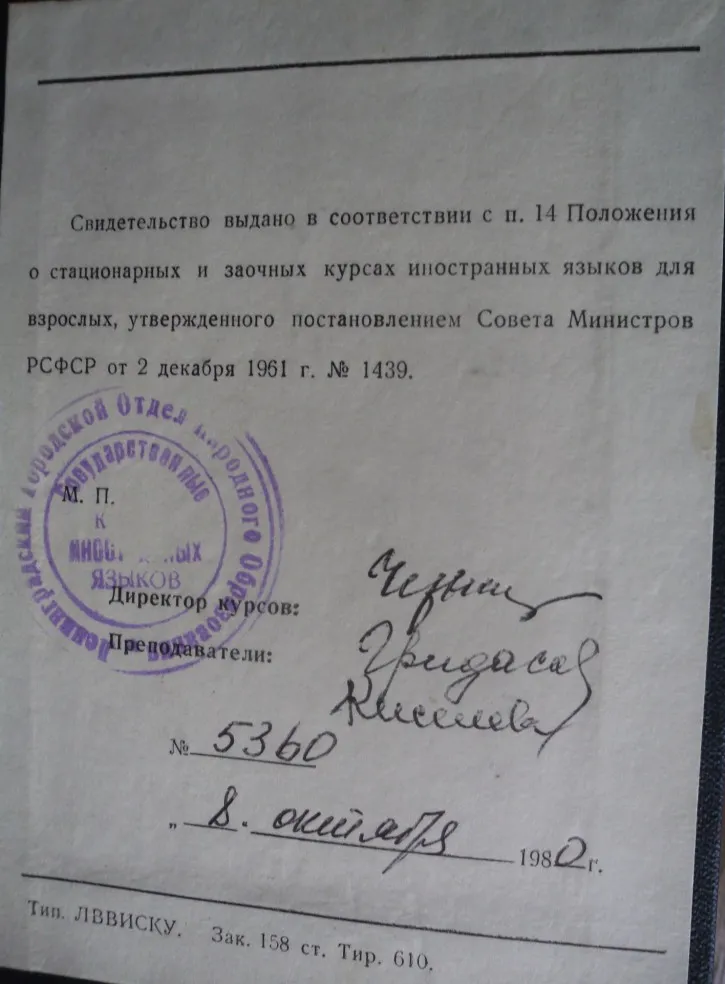 Свидетельство выдано в соответствии с п. 14 Положения
о стационарных и заочных курсах иностранных языков для
взрослых, утвержденного постановлением Совета Министров
РСФСР от 2 декабря 1961 г. № 1439.
Ленинградский Городской Отдел Народного Образования
Государственные
К
ЯЗЫКОВ
М. П.
Директор курсов:
Преподаватели: Гридасова
Киселева
№ 5360
„ 8. октября 1980 г.
Тип. ЛВВИСКУ. Зак. 158 ст. Тир. 610.